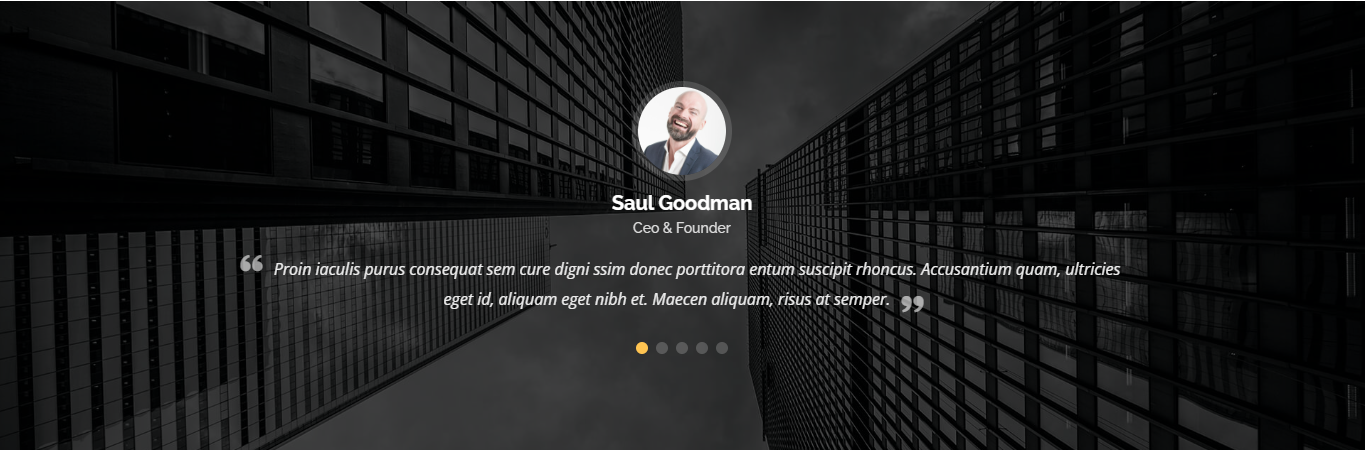 Saul Goodman
Ceo & Founder
“ Proin iaculis purus consequat sem cure digni ssim donec porttitora entum suscipit rhoncus. Accusantium quam, ultricies
eget id, aliquam eget nibh et. Maecen aliquam, risus at semper. ”